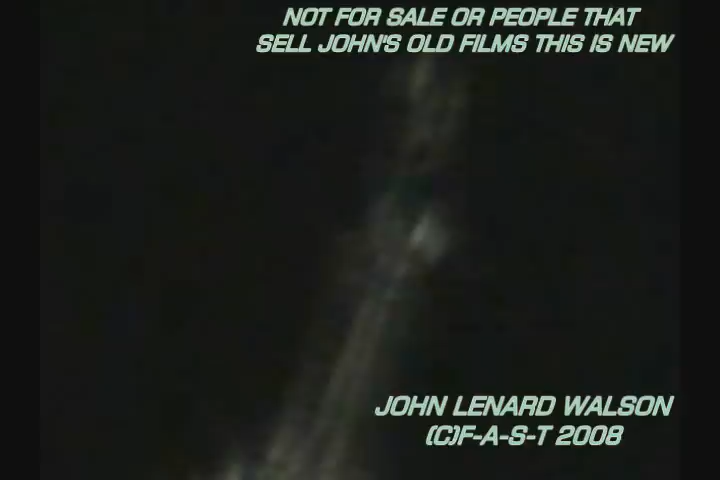 NOT FOR SALE OR PEOPLE THAT
SELL JOHN'S OLD FILMS THIS IS NEW
JOHN LENARD WALSON
(C)F-A-S-T 2008